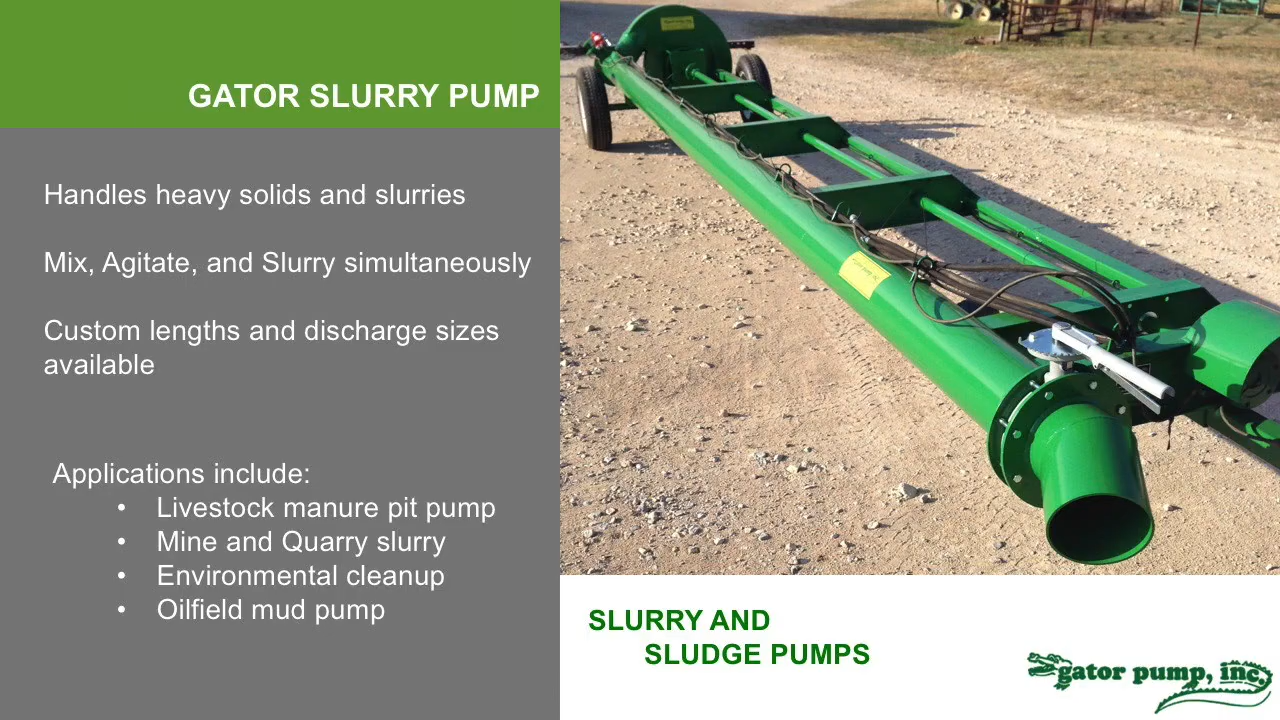 GATOR SLURRY PUMP
Handles heavy solids and slurries
Mix, Agitate, and Slurry simultaneously
Custom lengths and discharge sizes
available
Applications include:
• Livestock manure pit pump
• Mine and Quarry slurry
• Environmental cleanup
• Oilfield mud pump
SLURRY AND
SLUDGE PUMPS
gator pump, inc.